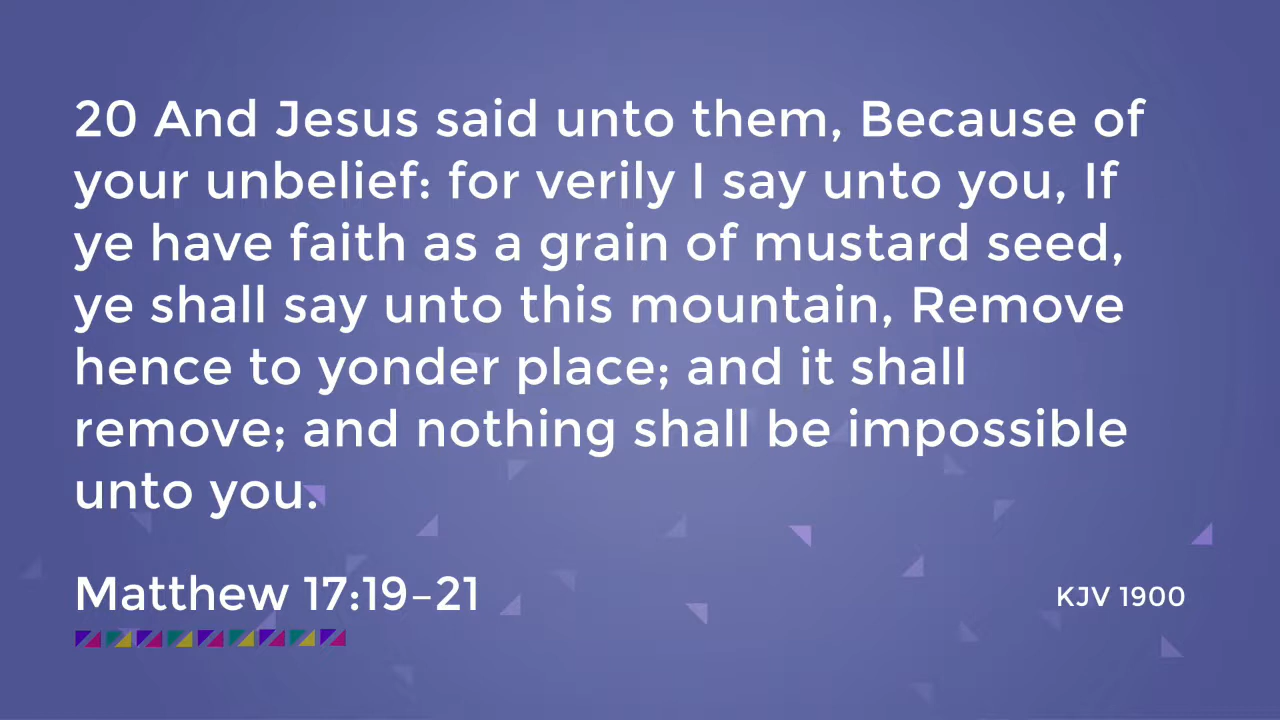 20 And Jesus said unto them, Because of
your unbelief: for verily I say unto you, If
ye have faith as a grain of mustard seed,
ye shall say unto this mountain, Remove
hence to yonder place; and it shall
remove; and nothing shall be impossible
unto you.
Matthew 17:19–21
KJV 1900